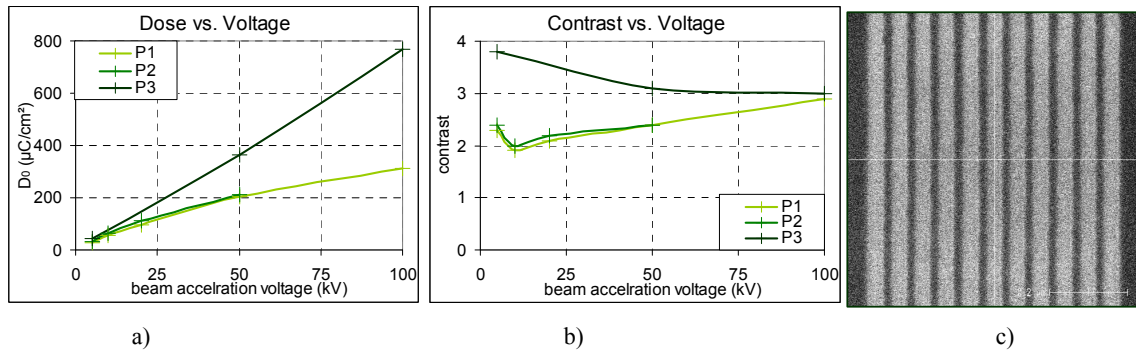 Dose vs. Voltage
800
600
400
200
0
D₀ (µC/cm²)
P1
P2
P3
0
25
50
75
100
beam accelration voltage (kV)
a)
Contrast vs. Voltage
4
3
2
1
0
contrast
P1
P2
P3
0
25
50
75
100
beam accelration voltage (kV)
b)
c)